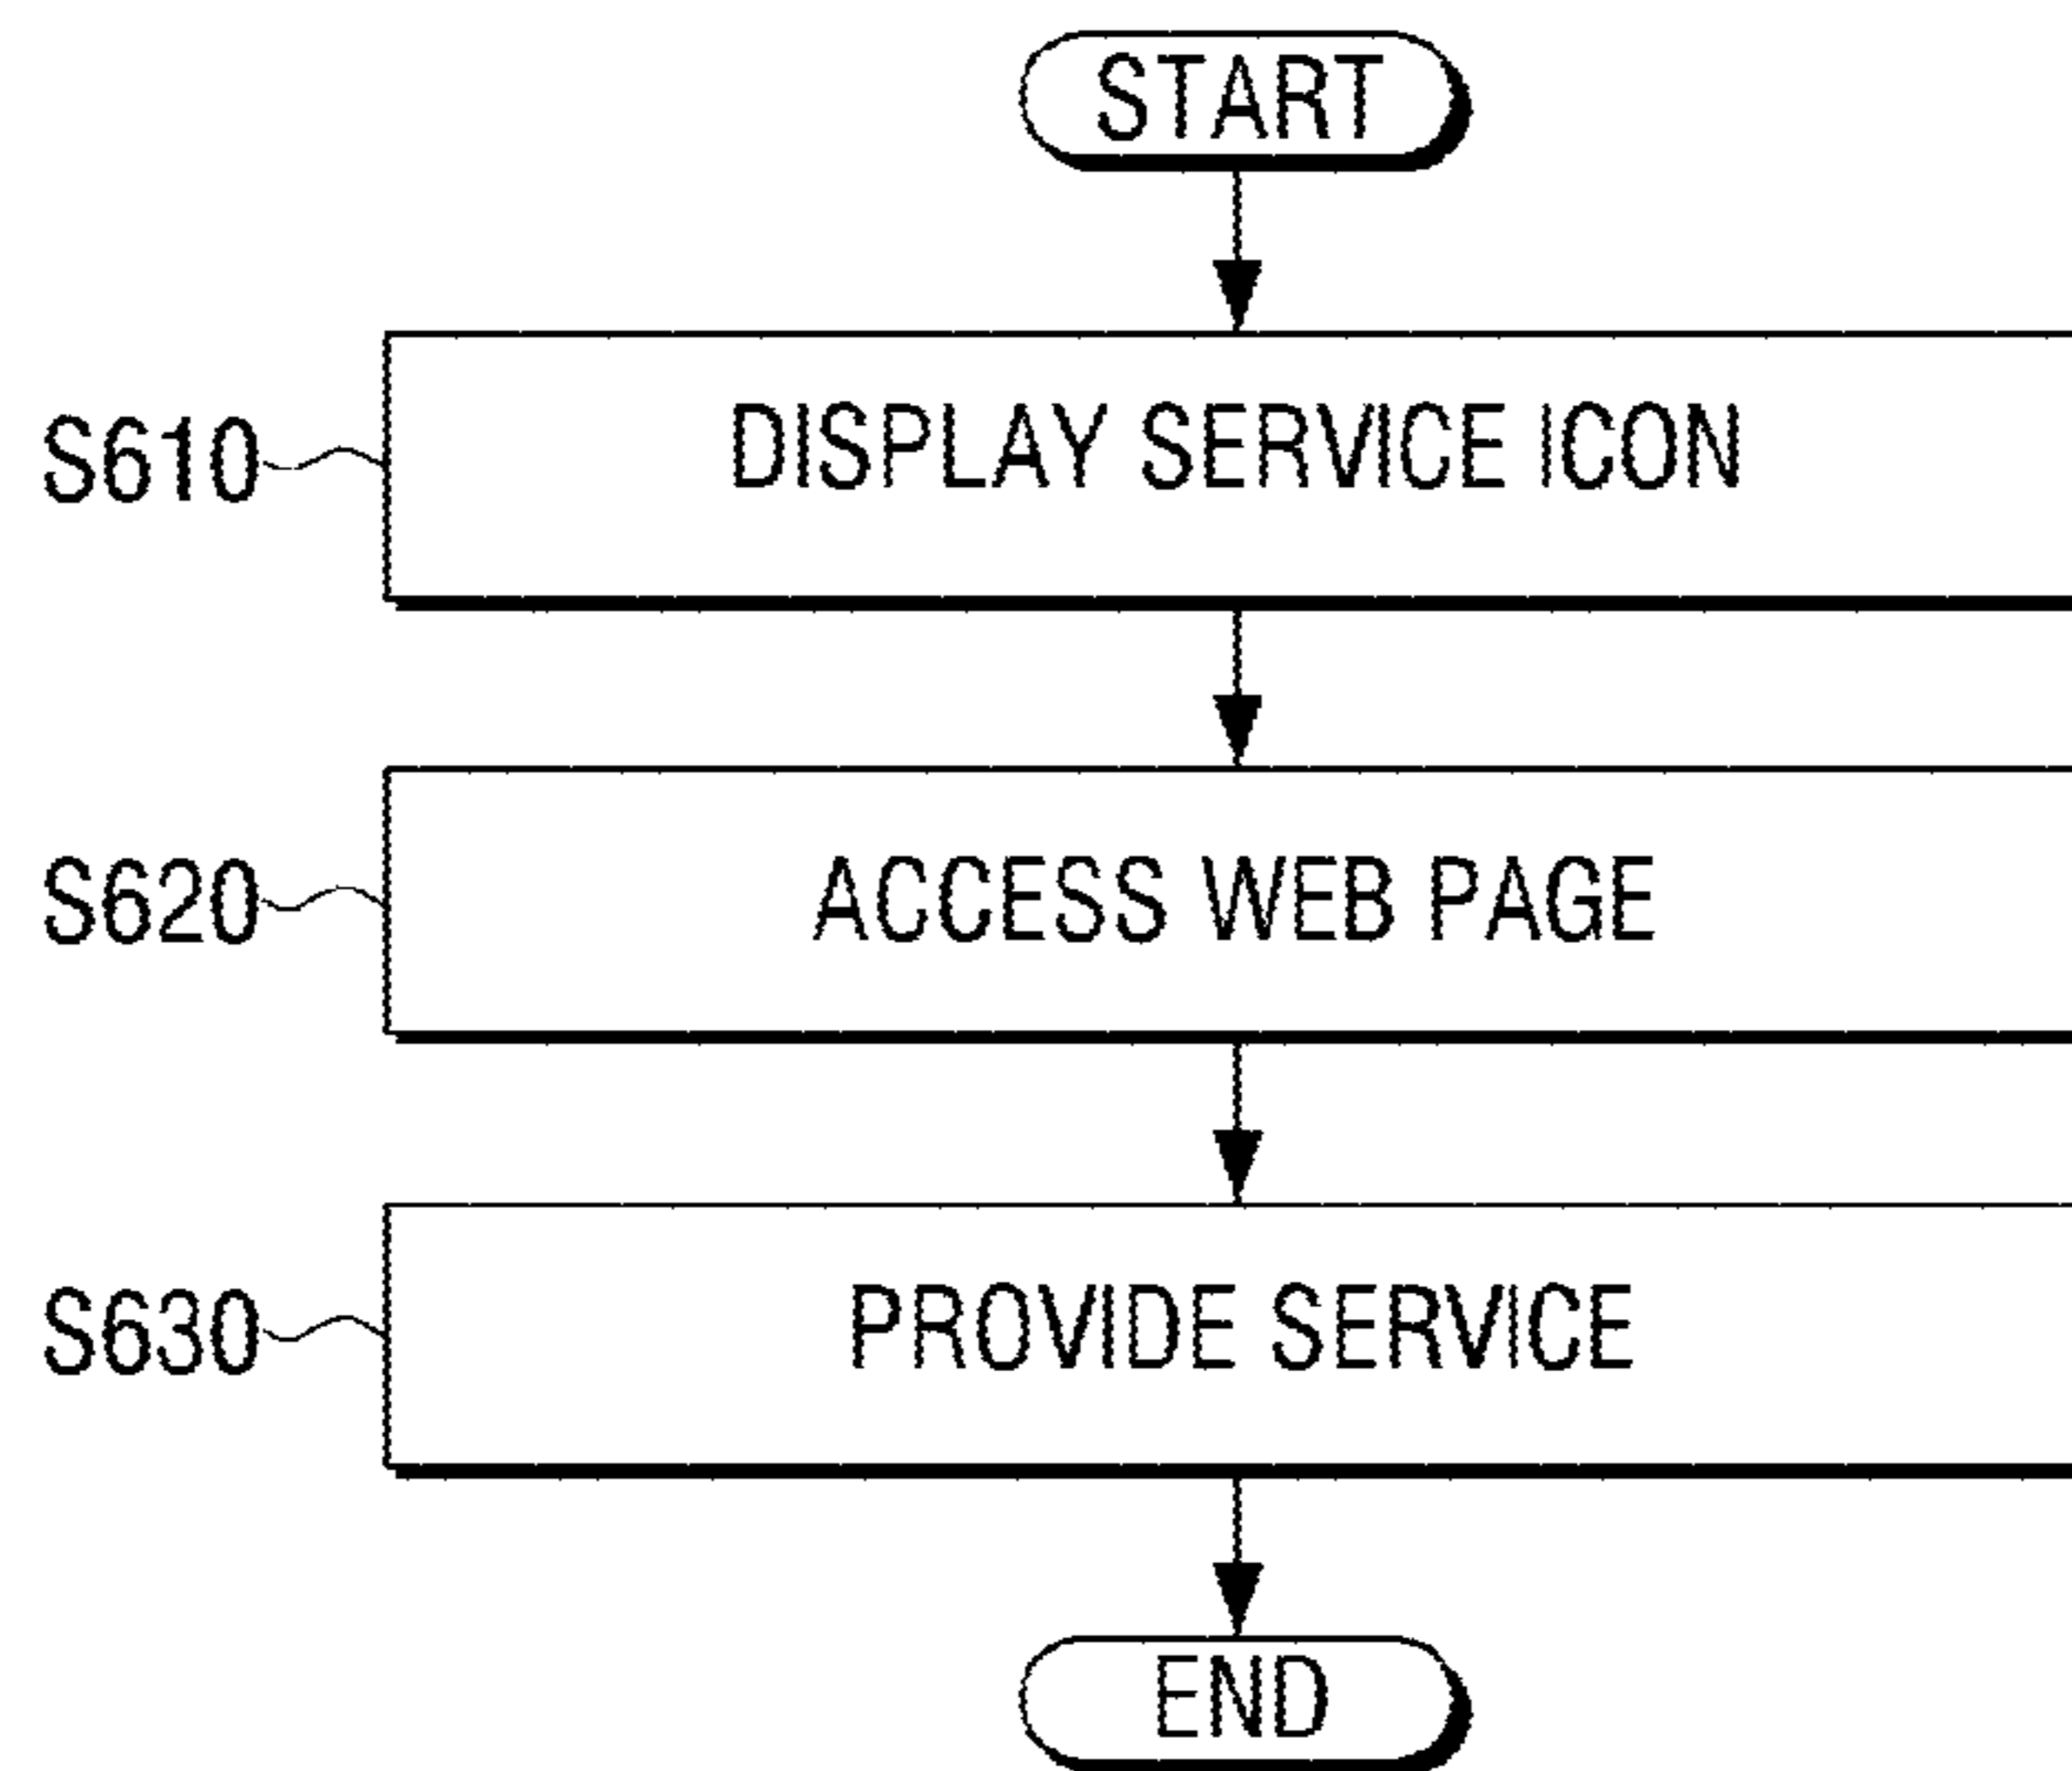 START
S610
DISPLAY SERVICE ICON
S620
ACCESS WEB PAGE
S630
PROVIDE SERVICE
END